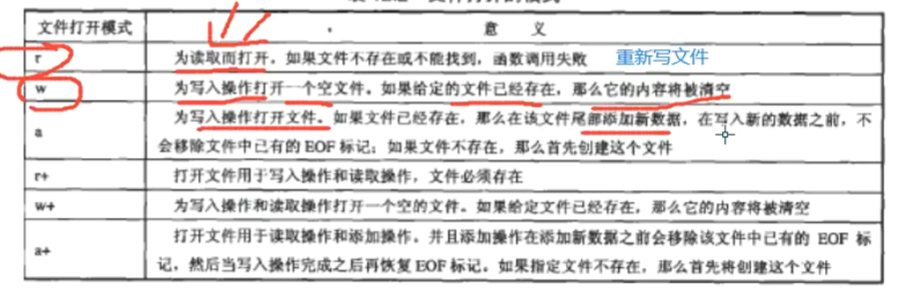 文件打开模式 意 义
r 为读取而打开。如果文件不存在或不能找到，函数调用失败 重新写文件
w 为写入操作打开一个空文件。如果给定的文件已经存在，那么它的内容将被清空
为写入操作打开文件。如果文件已经存在，那么在该文件尾部添加新数据，在写入新的数据之前，不
a
会移除文件中已有的EOF标记；如果文件不存在，那么首先创建这个文件
r+ 打开文件用于写入操作和读取操作，文件必须存在
w+ 为写入操作和读取操作打开一个空的文件。如果给定文件已经存在，那么它的内容将被清空
打开文件用于读取操作和添加操作。并且添加操作在添加新数据之前会移除该文件中已有的 EOF 标
a+
记，然后当写入操作完成之后再恢复EOF标记。如果指定文件不存在，那么首先将创建这个文件